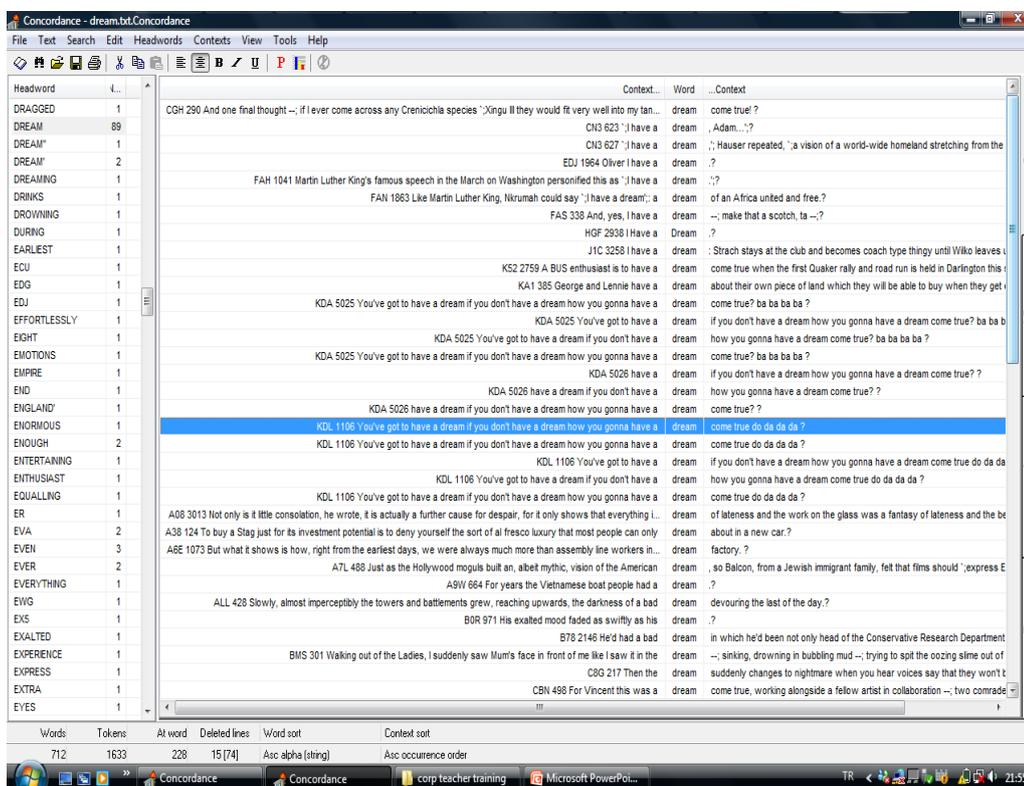 Concordance - dream.txt.Concordance
File Text Search Edit Headwords Contexts View Tools Help
B I U P
Headword
Context... Word ...Context
DRAGGED 1 CGH 290 And one final thought --; if I ever come across any Crenicichla species `;Xingu III they would fit very well into my tan... dream come true! ?
DREAM 89 CN3 623 `;I have a dream , Adam...';?
DREAM" 1 CN3 627 `;I have a dream ,'; Hauser repeated, `;a vision of a world-wide homeland stretching from the
DREAM' 2 EDJ 1964 Oliver I have a dream .?
DREAMING 1 FAH 1041 Martin Luther King's famous speech in the March on Washington personified this as `;I have a dream .';?
DRINKS 1 FAN 1863 Like Martin Luther King, Nkrumah could say `;I have a dream';: a dream of an Africa united and free.?
DROWNING 1 FAS 338 And, yes, I have a dream --; make that a scotch, ta --;?
DURING 1 HGF 2938 I Have a Dream .?
EARLIEST 1 J1C 3258 I have a dream : Strach stays at the club and becomes coach type thingy until Wilko leaves
ECU 1 K52 2759 A BUS enthusiast is to have a dream come true when the first Quaker rally and road run is held in Darlington this
EDG 1 KA1 385 George and Lennie have a dream about their own piece of land which they will be able to buy when they get
EDJ 1 KDA 5025 You've got to have a dream if you don't have a dream how you gonna have a dream come true? ba ba ba ba ?
EFFORTLESSLY 1 KDA 5025 You've got to have a dream if you don't have a dream how you gonna have a dream come true? ba ba b
EIGHT 1 KDA 5025 You've got to have a dream if you don't have a dream how you gonna have a dream come true? ba ba ba ba ?
EMOTIONS 1 KDA 5025 You've got to have a dream if you don't have a dream how you gonna have a dream come true? ba ba ba ba ?
EMPIRE 1 KDA 5026 have a dream if you don't have a dream how you gonna have a dream come true? ?
END 1 KDA 5026 have a dream if you don't have a dream how you gonna have a dream come true? ?
ENGLAND' 1 KDA 5026 have a dream if you don't have a dream how you gonna have a dream come true? ?
ENORMOUS 1 KDL 1106 You've got to have a dream if you don't have a dream how you gonna have a dream come true do da da da ?
ENOUGH 2 KDL 1106 You've got to have a dream if you don't have a dream how you gonna have a dream come true do da da da ?
ENTERTAINING 1 KDL 1106 You've got to have a dream if you don't have a dream how you gonna have a dream come true do da da
ENTHUSIAST 1 KDL 1106 You've got to have a dream if you don't have a dream how you gonna have a dream come true do da da da ?
EQUALLING 1 KDL 1106 You've got to have a dream if you don't have a dream how you gonna have a dream come true do da da da ?
ER 1 A08 3013 Not only is it little consolation, he wrote, it is actually a further cause for despair, for it only shows that everything i... dream of lateness and the work on the glass was a fantasy of lateness and the be
EVA 2 A38 124 To buy a Stag just for its investment potential is to deny yourself the sort of al fresco luxury that most people can only dream about in a new car.?
EVEN 3 A6E 1073 But what it shows is how, right from the earliest days, we were always much more than assembly line workers in... dream factory. ?
EVER 2 A7L 488 Just as the Hollywood moguls built an, albeit mythic, vision of the American dream , so Balcon, from a Jewish immigrant family, felt that films should `;express E
EVERYTHING 1 A9W 664 For years the Vietnamese boat people had a dream .?
EWG 1 ALL 428 Slowly, almost imperceptibly the towers and battlements grew, reaching upwards, the darkness of a bad dream devouring the last of the day.?
EX5 1 B0R 971 His exalted mood faded as swiftly as his dream .?
EXALTED 1 B78 2146 He'd had a bad dream in which he'd been not only head of the Conservative Research Department
EXPERIENCE 1 BMS 301 Walking out of the Ladies, I suddenly saw Mum's face in front of me like I saw it in the dream --; sinking, drowning in bubbling mud --; trying to spit the oozing slime out of
EXPRESS 1 C8G 217 Then the dream suddenly changes to nightmare when you hear voices say that they won't b
EXTRA 1 CBN 498 For Vincent this was a dream come true, working alongside a fellow artist in collaboration --; two comrade
EYES 1
Words Tokens At word Deleted lines Word sort Context sort
712 1633 228 15 [74] Asc alpha (string) Asc occurrence order
Concordance Concordance corp teacher training Microsoft PowerPoi... TR 21:55